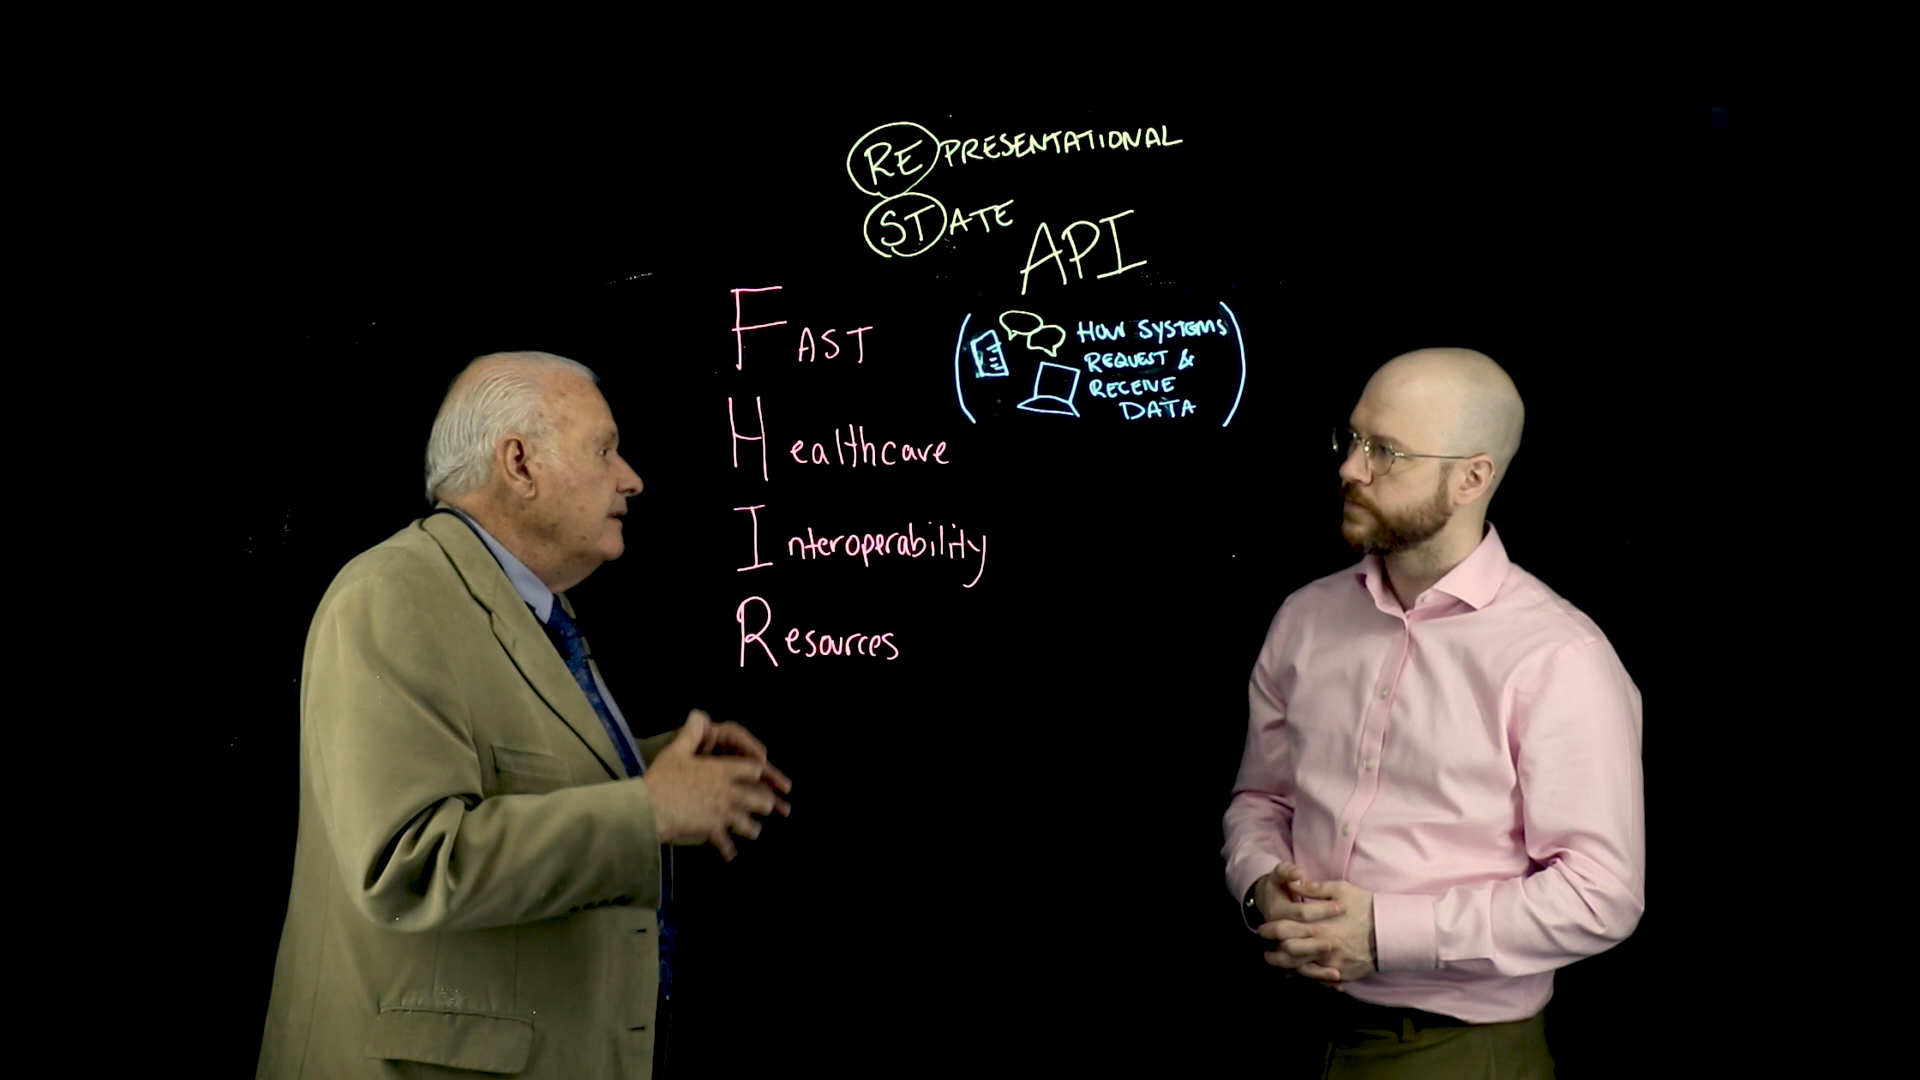 REPRESENTATIONAL
STATE
API
FAST
Healthcare
Interoperability
Resources
HOW SYSTEMS
REQUEST &
RECEIVE
DATA